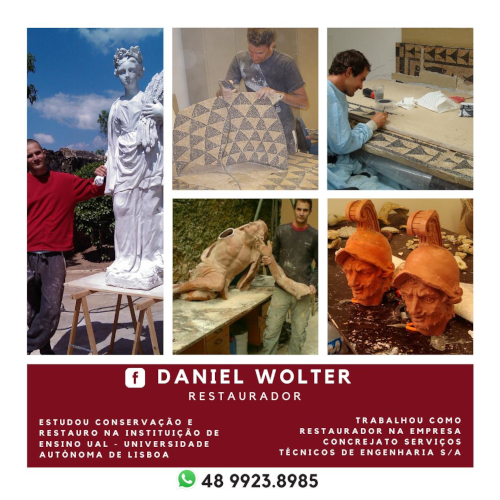 DANIEL WOLTER
RESTAURADOR
ESTUDOU CONSERVAÇÃO E
RESTAURO NA INSTITUIÇÃO DE
ENSINO UAL - UNIVERSIDADE
AUTÔNOMA DE LISBOA
TRABALHOU COMO
RESTAURADOR NA EMPRESA
CONCREJATO SERVIÇOS
TÉCNICOS DE ENGENHARIA S/A
48 9923.8985